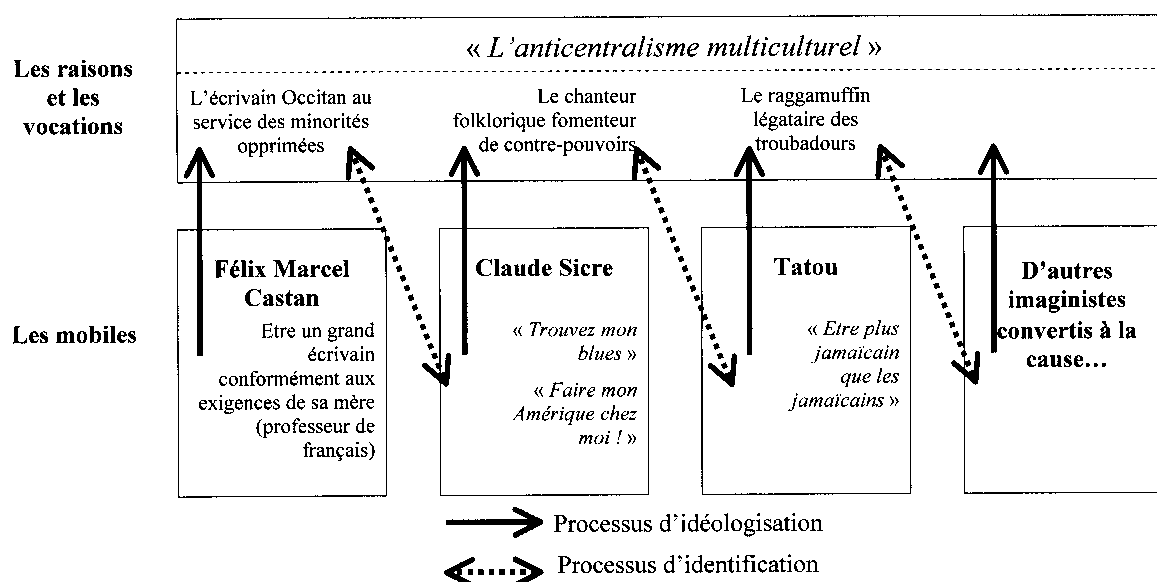 « L'anticentralisme multiculturel »
Les raisons
et les
vocations
L'écrivain Occitan au
service des minorités
opprimées
Le chanteur
folklorique fomenteur
de contre-pouvoirs
Le raggamuffin
légataire des
troubadours
Les mobiles
Félix Marcel
Castan
Etre un grand
écrivain
conformément aux
exigences de sa mère
(professeur de
français)
Claude Sicre
« Trouvez mon
blues »
« Faire mon
Amérique chez
moi ! »
Tatou
« Etre plus
jamaïcain
que les
jamaïcains »
D'autres
imaginistes
convertis à la
cause…
Processus d'idéologisation
Processus d'identification